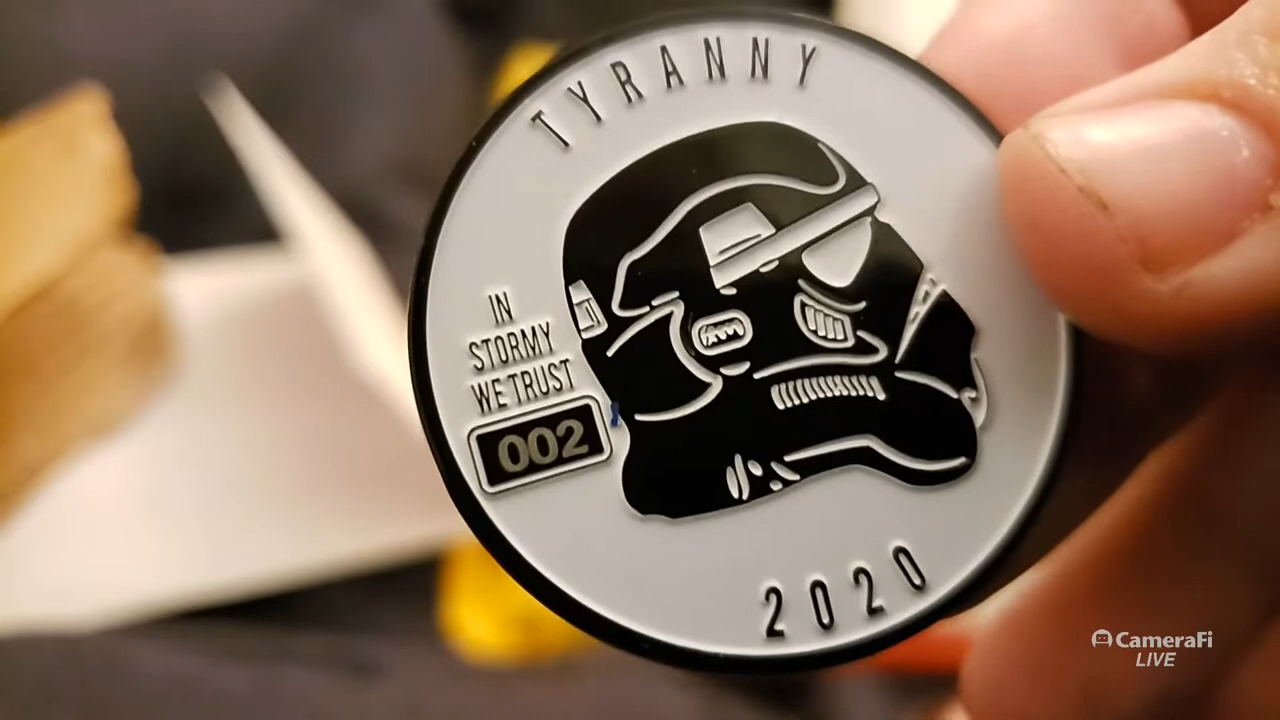 TYRANNY
IN
STORMY
WE TRUST
002
2020
CameraFi
LIVE